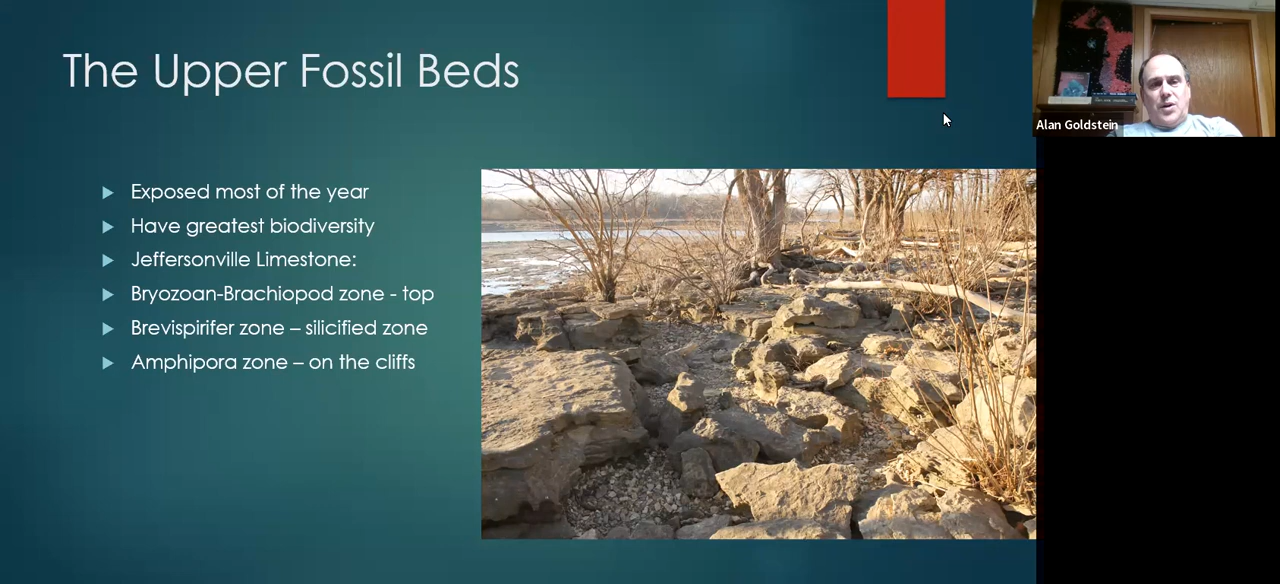 The Upper Fossil Beds
Exposed most of the year
Have greatest biodiversity
Jeffersonville Limestone:
Bryozoan-Brachiopod zone - top
Brevispirifer zone – silicified zone
Amphipora zone – on the cliffs
Alan Goldstein